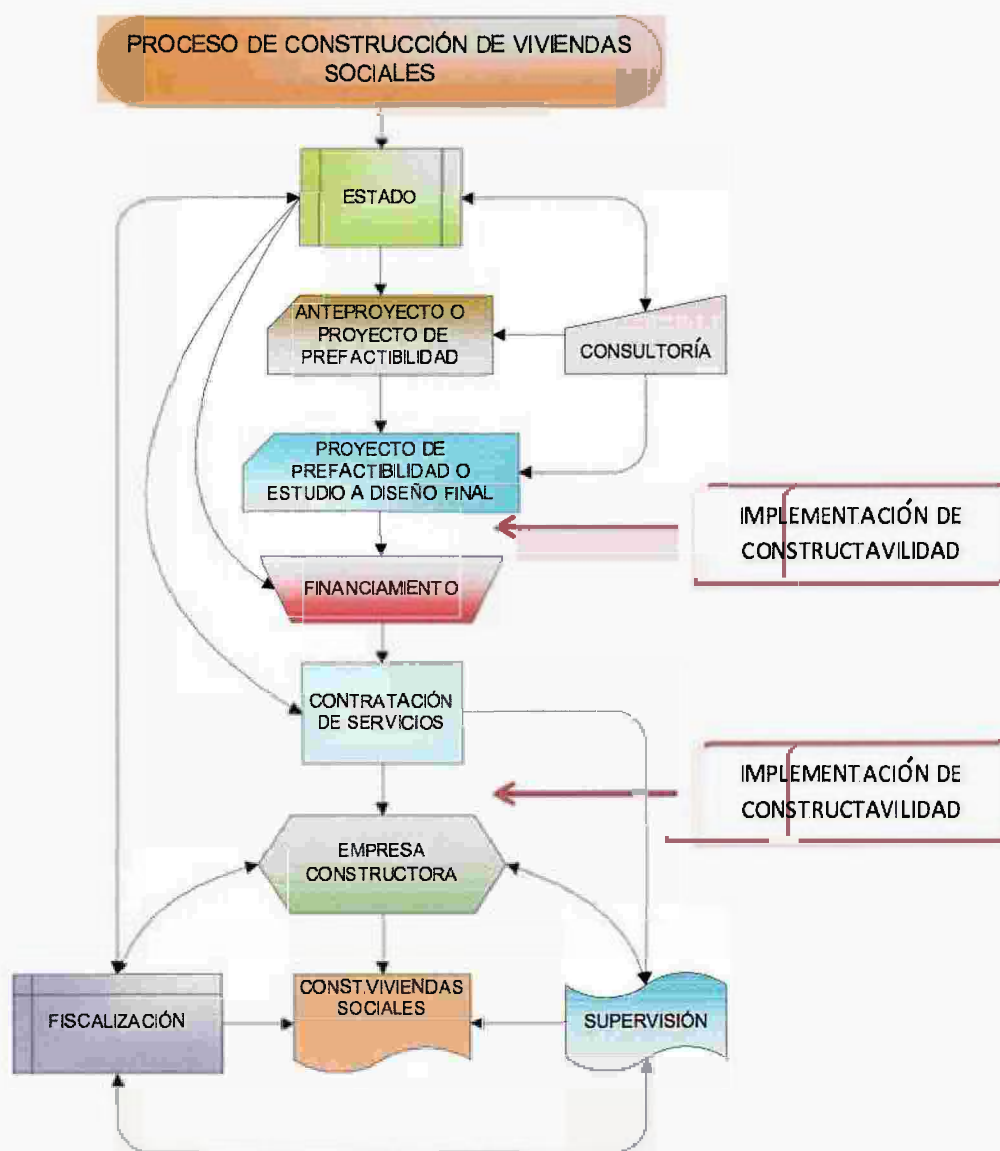 PROCESO DE CONSTRUCCIÓN DE VIVIENDAS
SOCIALES
ESTADO
ANTEPROYECTO O
PROYECTO DE
PREFACTIBILIDAD
CONSULTORÍA
PROYECTO DE
PREFACTIBILIDAD O
ESTUDIO A DISEÑO FINAL
IMPLEMENTACIÓN DE
CONSTRUCTAVILIDAD
FINANCIAMIENTO
CONTRATACIÓN
DE SERVICIOS
IMPLEMENTACIÓN DE
CONSTRUCTAVILIDAD
EMPRESA
CONSTRUCTORA
FISCALIZACIÓN
CONST.VIVIENDAS
SOCIALES
SUPERVISIÓN